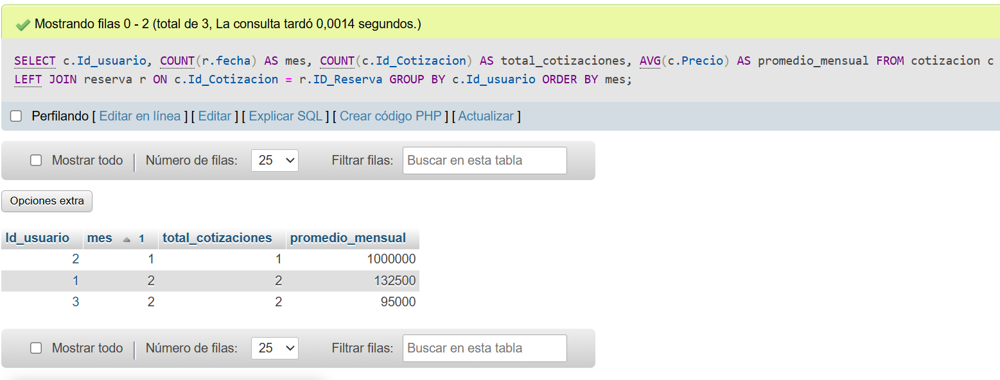 Mostrando filas 0 - 2 (total de 3, La consulta tardó 0,0014 segundos.)
SELECT c.Id_usuario, COUNT(r.fecha) AS mes, COUNT(c.Id_Cotizacion) AS total_cotizaciones, AVG(c.Precio) AS promedio_mensual FROM cotizacion c
LEFT JOIN reserva r ON c.Id_Cotizacion = r.ID_Reserva GROUP BY c.Id_usuario ORDER BY mes;
Perfilando [ Editar en línea ] [ Editar ] [ Explicar SQL ] [ Crear código PHP ] [ Actualizar ]
Mostrar todo Número de filas: 25 Filtrar filas: Buscar en esta tabla
Opciones extra
Id_usuario mes 1 total_cotizaciones promedio_mensual
2 1 1 1000000
1 2 2 132500
3 2 2 95000
Mostrar todo Número de filas: 25 Filtrar filas: Buscar en esta tabla